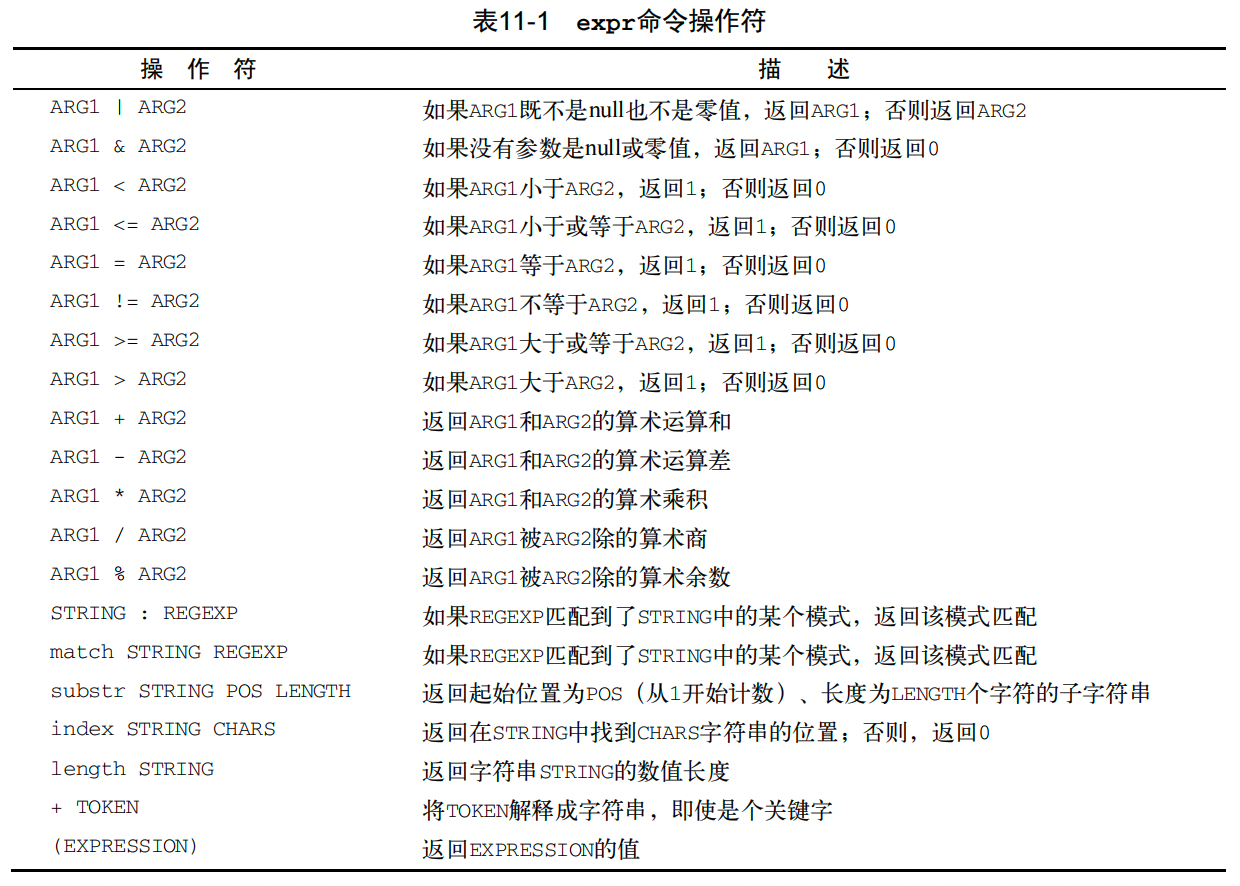 表11-1 expr命令操作符
操 作 符 描 述
ARG1 | ARG2 如果ARG1既不是null也不是零值，返回ARG1；否则返回ARG2
ARG1 & ARG2 如果没有参数是null或零值，返回ARG1；否则返回0
ARG1 < ARG2 如果ARG1小于ARG2，返回1；否则返回0
ARG1 <= ARG2 如果ARG1小于或等于ARG2，返回1；否则返回0
ARG1 = ARG2 如果ARG1等于ARG2，返回1；否则返回0
ARG1 != ARG2 如果ARG1不等于ARG2，返回1；否则返回0
ARG1 >= ARG2 如果ARG1大于或等于ARG2，返回1；否则返回0
ARG1 > ARG2 如果ARG1大于ARG2，返回1；否则返回0
ARG1 + ARG2 返回ARG1和ARG2的算术运算和
ARG1 - ARG2 返回ARG1和ARG2的算术运算差
ARG1 * ARG2 返回ARG1和ARG2的算术乘积
ARG1 / ARG2 返回ARG1被ARG2除的算术商
ARG1 % ARG2 返回ARG1被ARG2除的算术余数
STRING : REGEXP 如果REGEXP匹配到了STRING中的某个模式，返回该模式匹配
match STRING REGEXP 如果REGEXP匹配到了STRING中的某个模式，返回该模式匹配
substr STRING POS LENGTH 返回起始位置为POS（从1开始计数）、长度为LENGTH个字符的子字符串
index STRING CHARS 返回在STRING中找到CHARS字符串的位置；否则，返回0
length STRING 返回字符串STRING的数值长度
+ TOKEN 将TOKEN解释成字符串，即使是个关键字
(EXPRESSION) 返回EXPRESSION的值